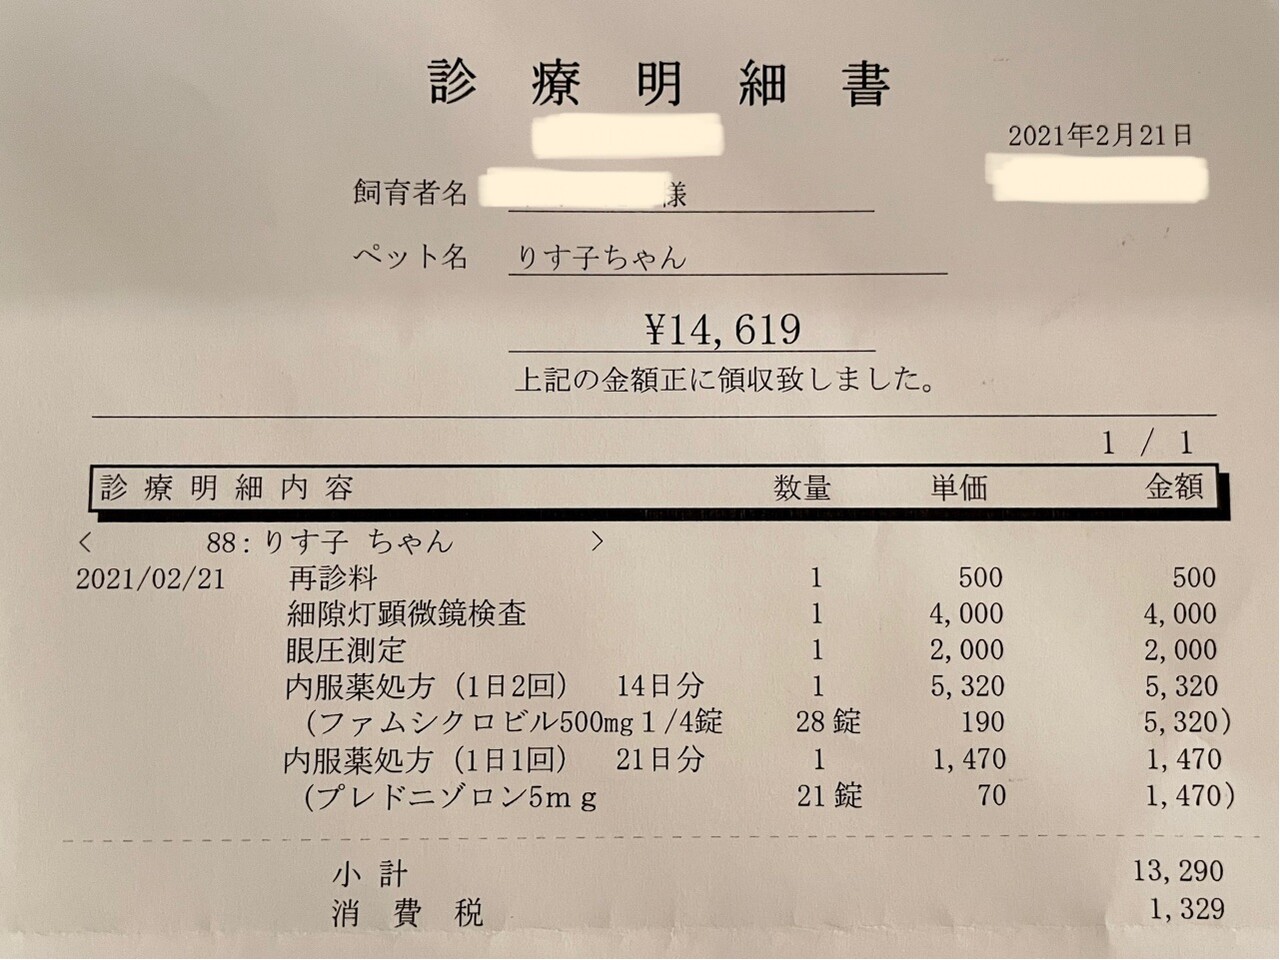 診療明細書
2021年2月21日
飼育者名 様
ペット名 りす子ちゃん
¥14,619
上記の金額正に領収致しました。
1 / 1
診療明細内容 数量 単価 金額
< 88:りす子 ちゃん >
2021/02/21 再診料 1 500 500
細隙灯顕微鏡検査 1 4,000 4,000
眼圧測定 1 2,000 2,000
内服薬処方（1日2回） 14日分 1 5,320 5,320
(ファムシクロビル500mg１/4錠 28錠 190 5,320)
内服薬処方（1日1回） 21日分 1 1,470 1,470
(プレドニゾロン5ｍｇ 21錠 70 1,470)
小計 13,290
消費税 1,329